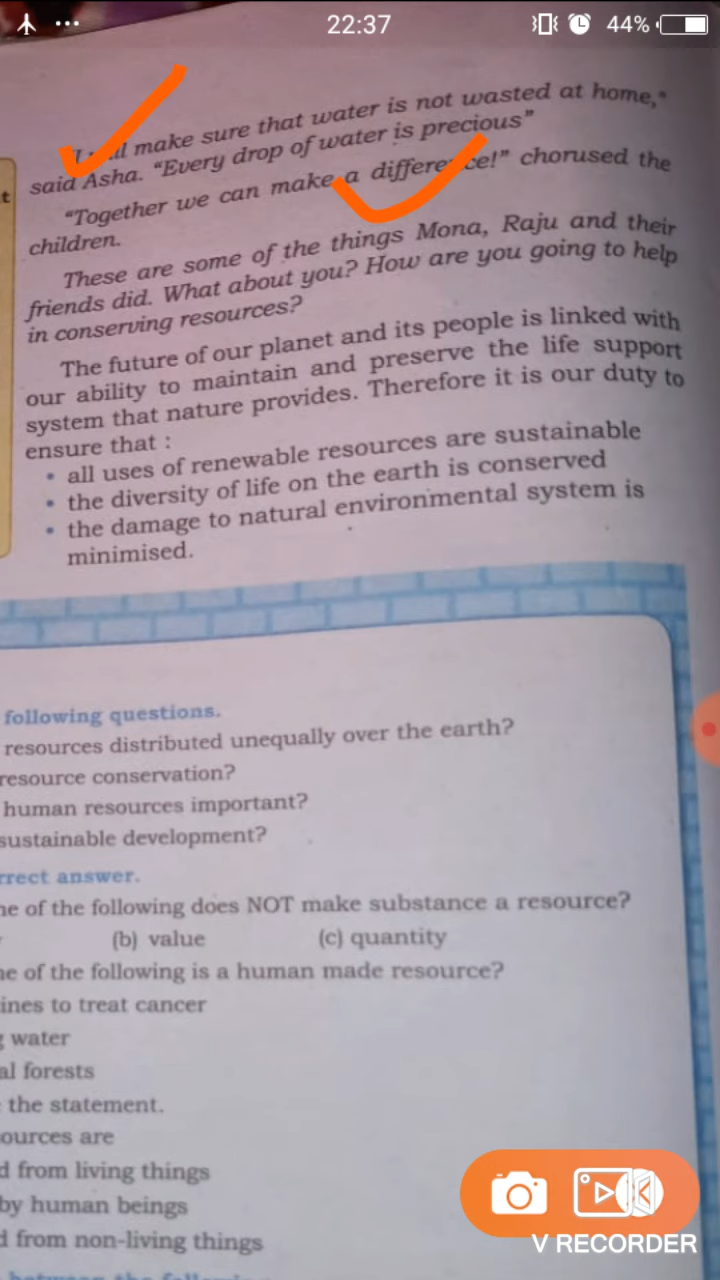 22:37
44%
t
make sure that water is not wasted at home,"
said Asha. "Every drop of water is precious"
"Together we can make a difference!" chorused the
children.
These are some of the things Mona, Raju and their
friends did. What about you? How are you going to help
in conserving resources?
The future of our planet and its people is linked with
our ability to maintain and preserve the life support
system that nature provides. Therefore it is our duty to
ensure that :
• all uses of renewable resources are sustainable
• the diversity of life on the earth is conserved
• the damage to natural environmental system is
minimised.
following questions.
resources distributed unequally over the earth?
resource conservation?
human resources important?
sustainable development?
rrect answer.
ne of the following does NOT make substance a resource?
(b) value (c) quantity
ne of the following is a human made resource?
ines to treat cancer
g water
al forests
the statement.
ources are
d from living things
by human beings
d from non-living things
V RECORDER